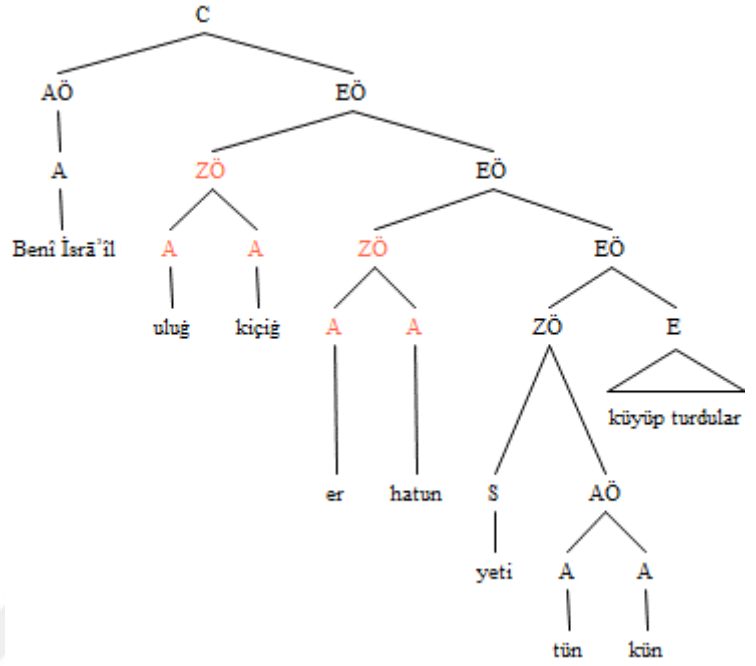 C
AÖ EÖ
A ZÖ EÖ
Benî İsrā’îl A A ZÖ EÖ
uluġ kiçiġ A A ZÖ E
küyüp turdular
er hatun S AÖ
yeti A A
tün kün